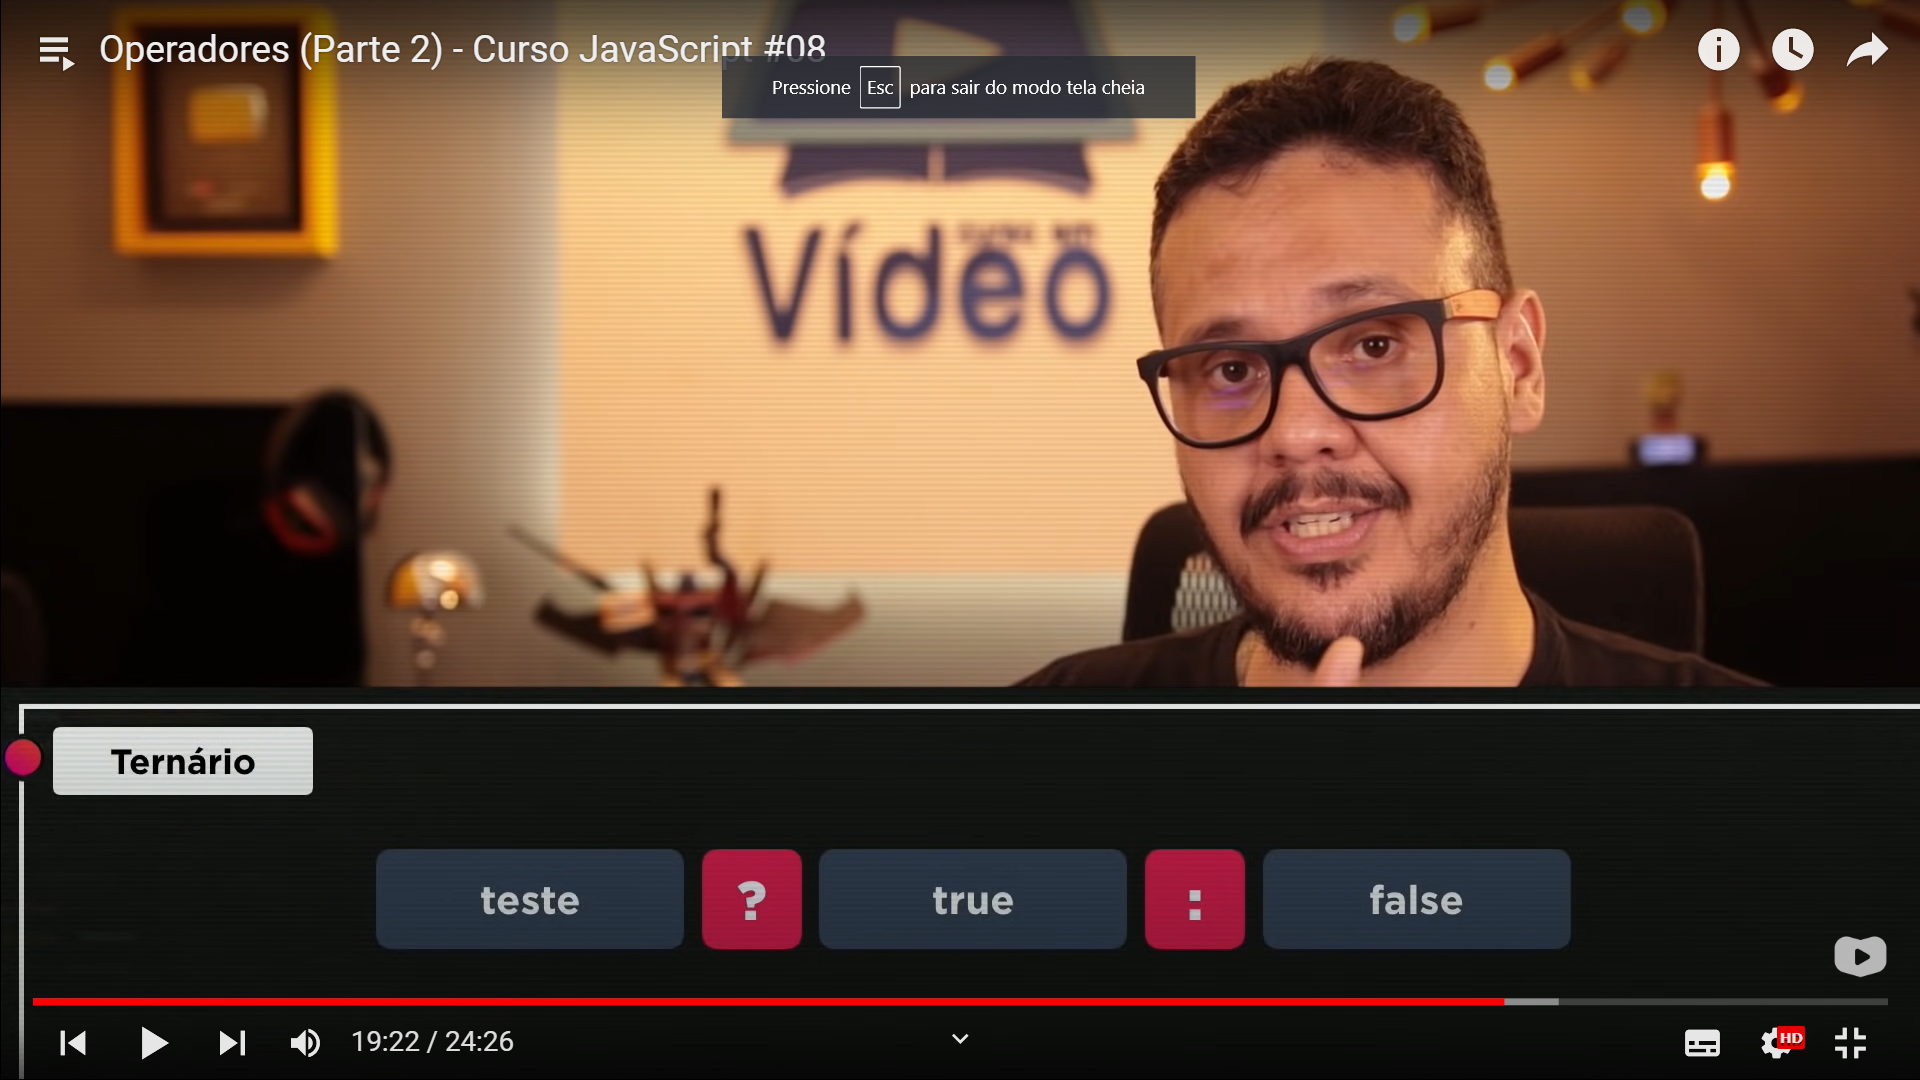 Operadores (Parte 2) - Curso JavaScript #08
Pressione Esc para sair do modo tela cheia
Vídeo
Ternário
teste ? true : false
19:22 / 24:26
HD